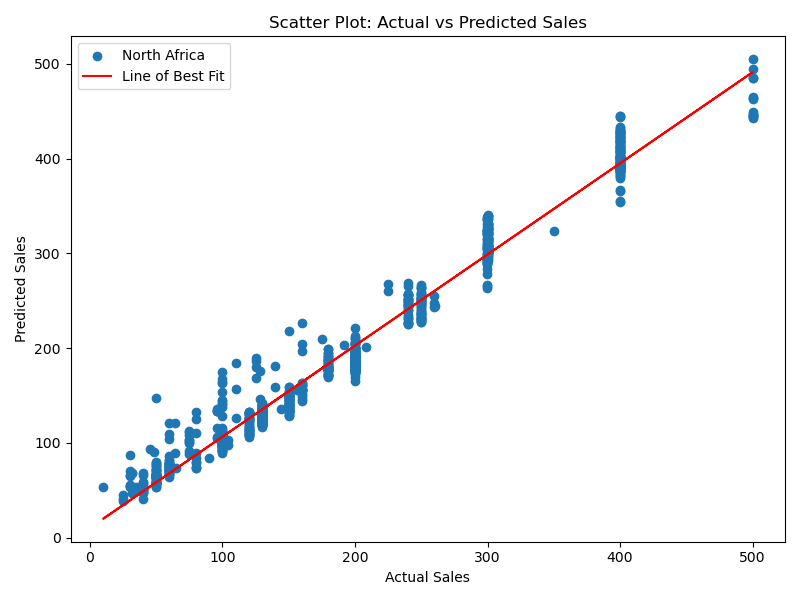 Scatter Plot: Actual vs Predicted Sales
North Africa
Line of Best Fit
Predicted Sales
500
400
300
200
100
0
0 100 200 300 400 500
Actual Sales